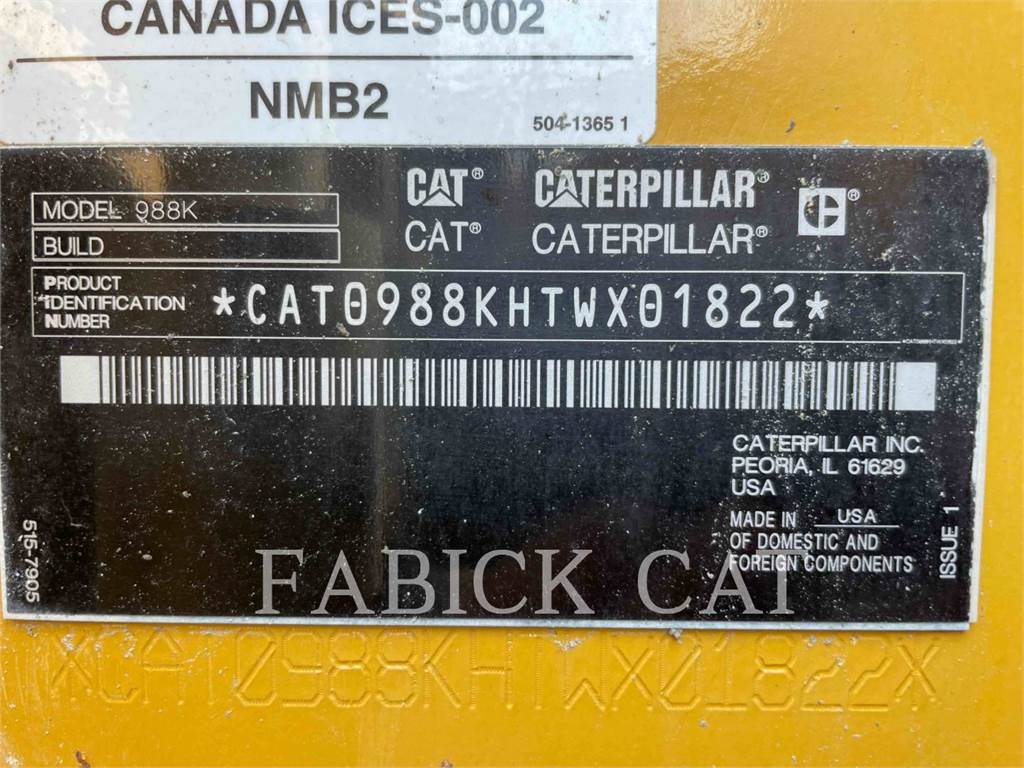 CANADA ICES-002
NMB2
504-1365 1
CAT® CATERPILLAR® ®
CAT® CATERPILLAR®
MODEL 988K
BUILD
PRODUCT
IDENTIFICATION
NUMBER
*CAT0988KHTWX01822*
CATERPILLAR INC.
PEORIA, IL 61629
USA
MADE IN USA
OF DOMESTIC AND
FOREIGN COMPONENTS
515-7905
ISSUE 1
FABICK CAT
*CAT0988KHTWX01822*